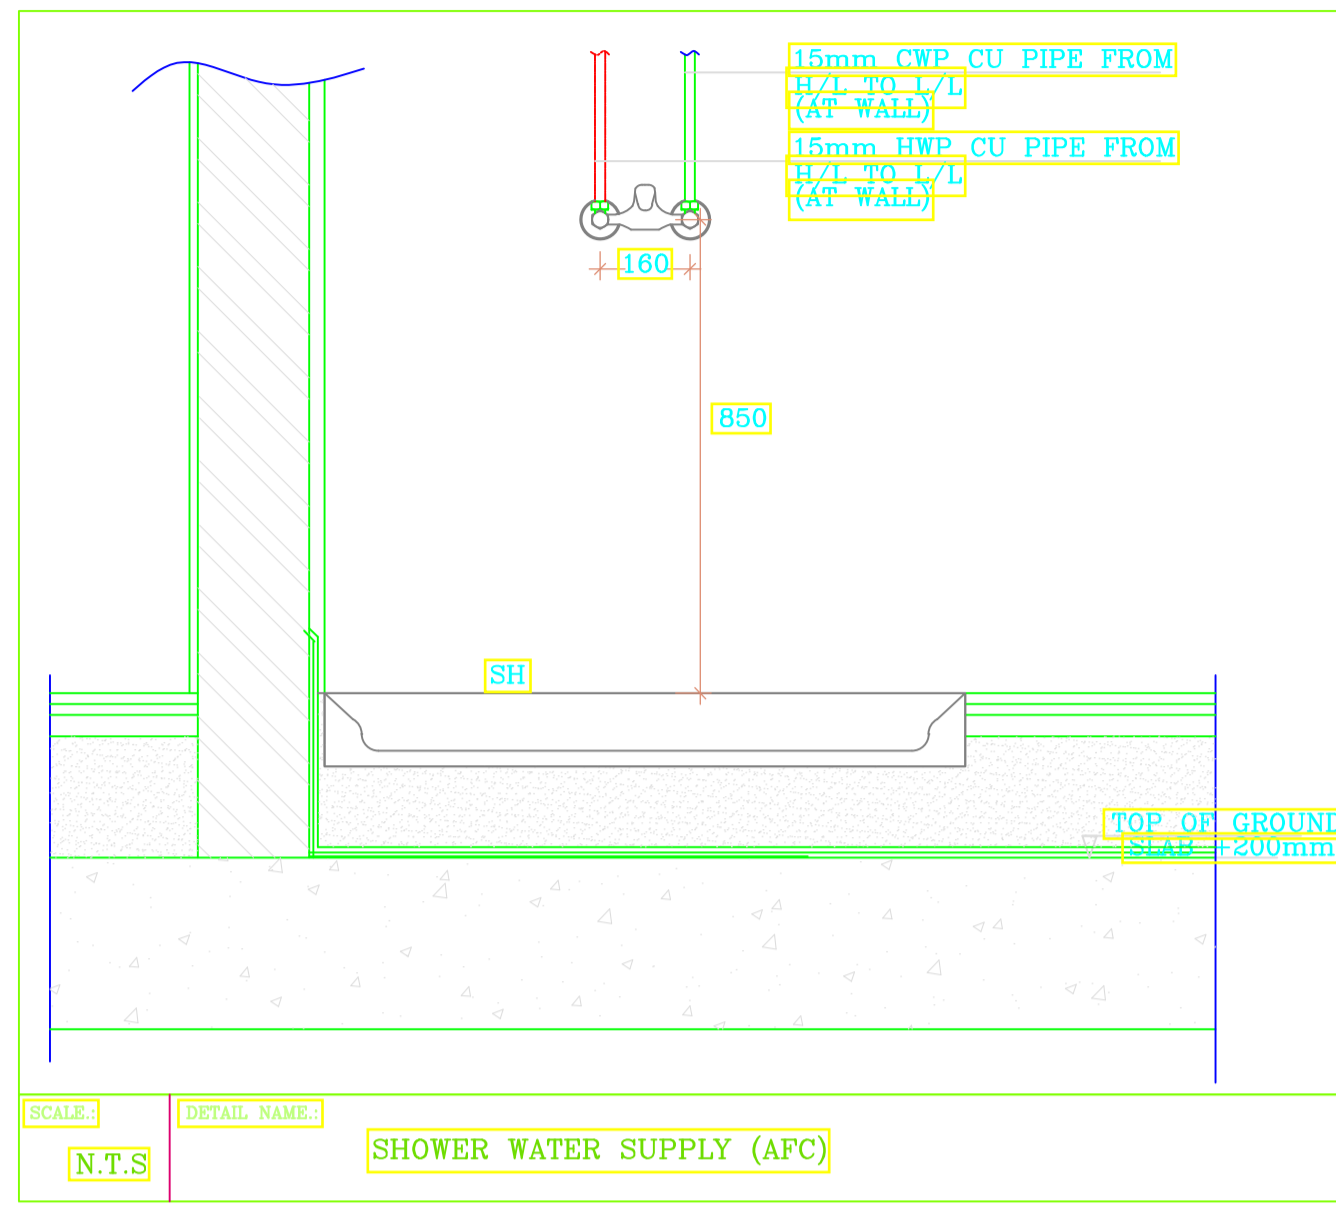 15mm CWP CU PIPE FROM
H/L TO L/L
(AT WALL)
15mm HWP CU PIPE FROM
H/L TO L/L
(AT WALL)
160
850
SH
TOP OF GROUND
SLAB +200mm
SCALE.:
DETAIL NAME.:
N.T.S
SHOWER WATER SUPPLY (AFC)